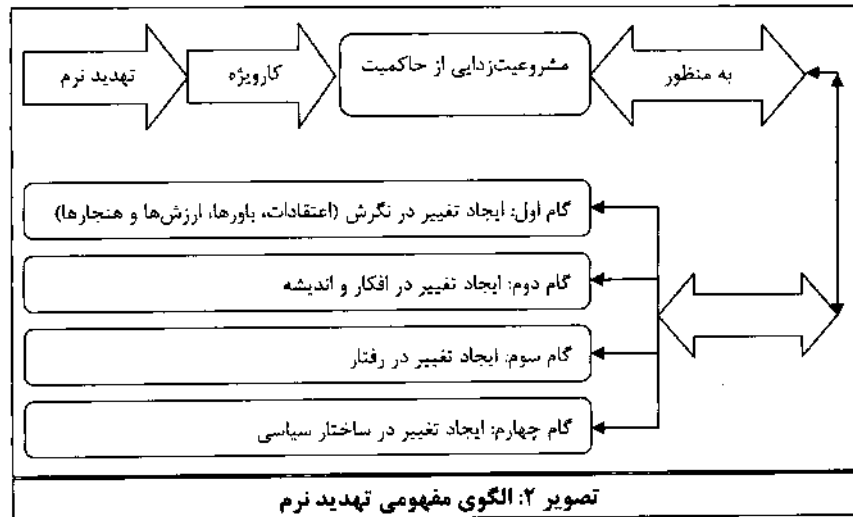 تهدید نرم
کارویژه
مشروعیت‌زدایی از حاکمیت
به منظور
گام اول: ایجاد تغییر در نگرش (اعتقادات، باورها، ارزش‌ها و هنجارها)
گام دوم: ایجاد تغییر در افکار و اندیشه
گام سوم: ایجاد تغییر در رفتار
گام چهارم: ایجاد تغییر در ساختار سیاسی
تصویر ۲: الگوی مفهومی تهدید نرم